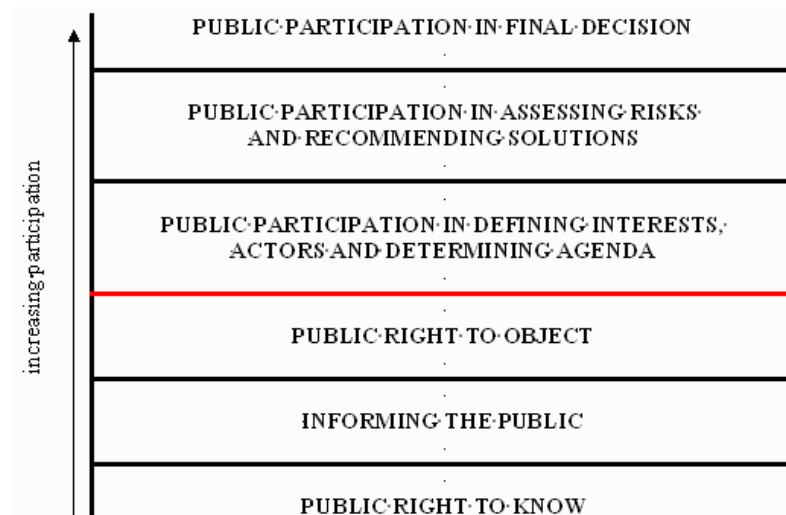 PUBLIC·PARTICIPATION·IN·FINAL·DECISION
PUBLIC·PARTICIPATION·IN·ASSESSING·RISKS·
AND·RECOMMENDING·SOLUTIONS
PUBLIC·PARTICIPATION·IN·DEFINING·INTERESTS,·
ACTORS·AND·DETERMINING·AGENDA
PUBLIC·RIGHT·TO·OBJECT
INFORMING·THE·PUBLIC
PUBLIC·RIGHT·TO·KNOW
increasing·participation